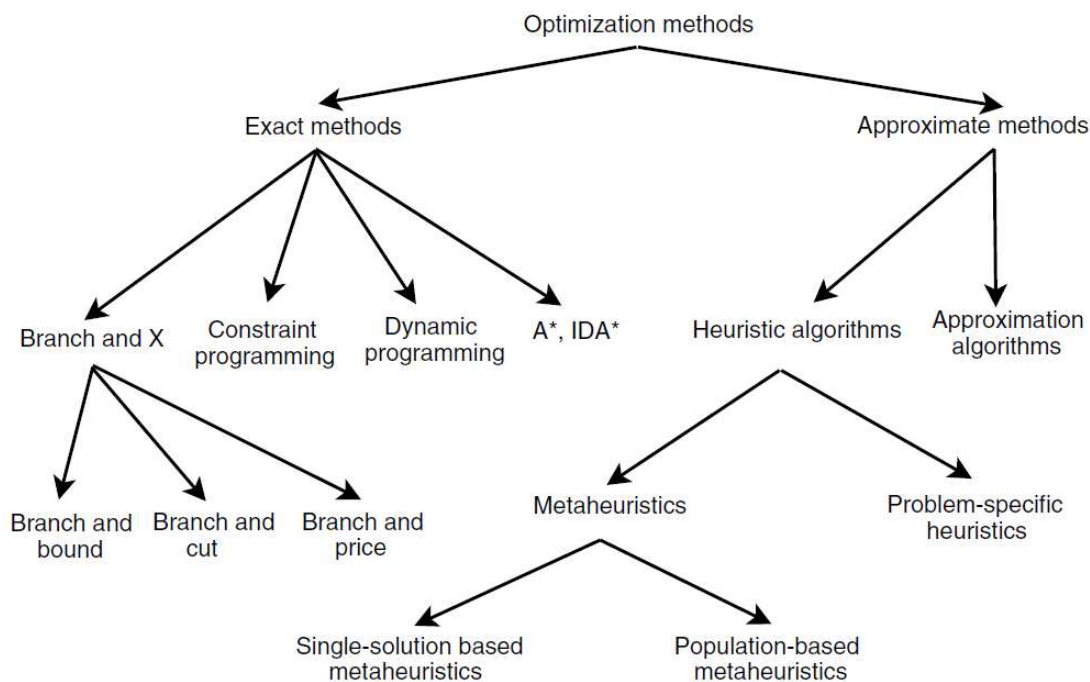 Optimization methods
Exact methods
Approximate methods
Branch and X
Constraint
programming
Dynamic
programming
A*, IDA*
Heuristic algorithms
Approximation
algorithms
Branch and
bound
Branch and
cut
Branch and
price
Metaheuristics
Problem-specific
heuristics
Single-solution based
metaheuristics
Population-based
metaheuristics